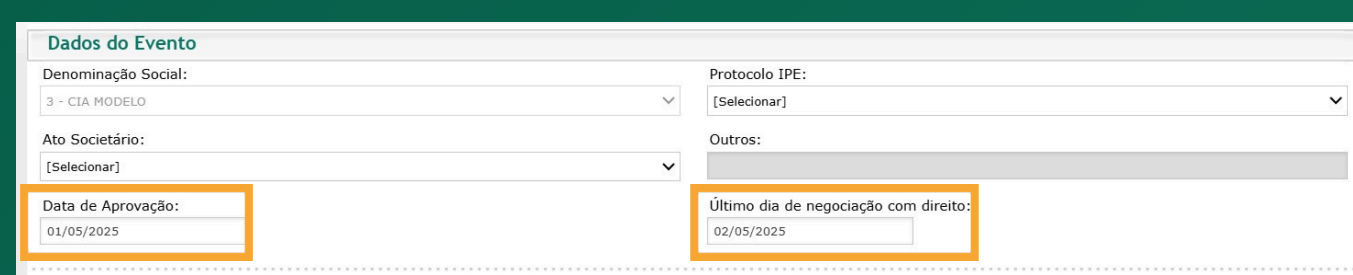 Dados do Evento
Denominação Social:
3 - CIA MODELO
Protocolo IPE:
[Selecionar]
Ato Societário:
[Selecionar]
Outros:
Data de Aprovação:
01/05/2025
Último dia de negociação com direito:
02/05/2025